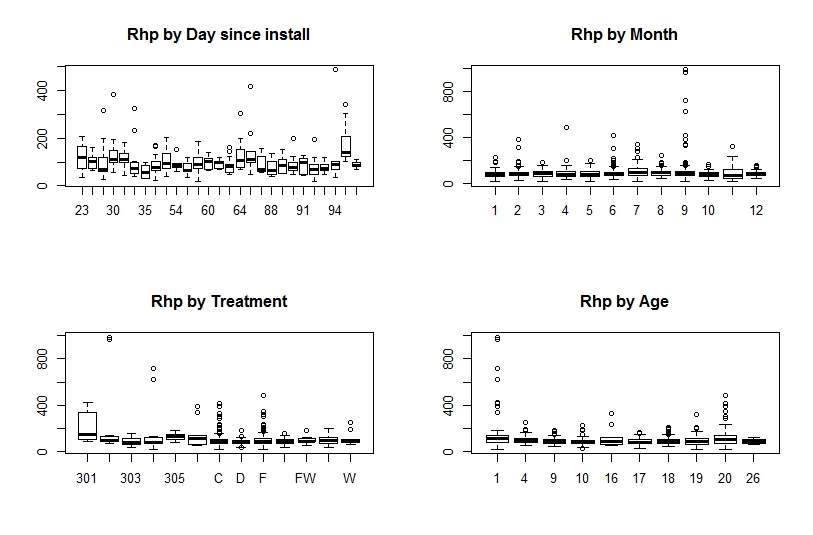 Rhp by Day since install
400
200
0
23 30 35 54 60 64 88 91 94
Rhp by Month
800
400
0
1 2 3 4 5 6 7 8 9 10 12
Rhp by Treatment
800
400
0
301 303 305 C D F FW W
Rhp by Age
800
400
0
1 4 9 10 16 17 18 19 20 26